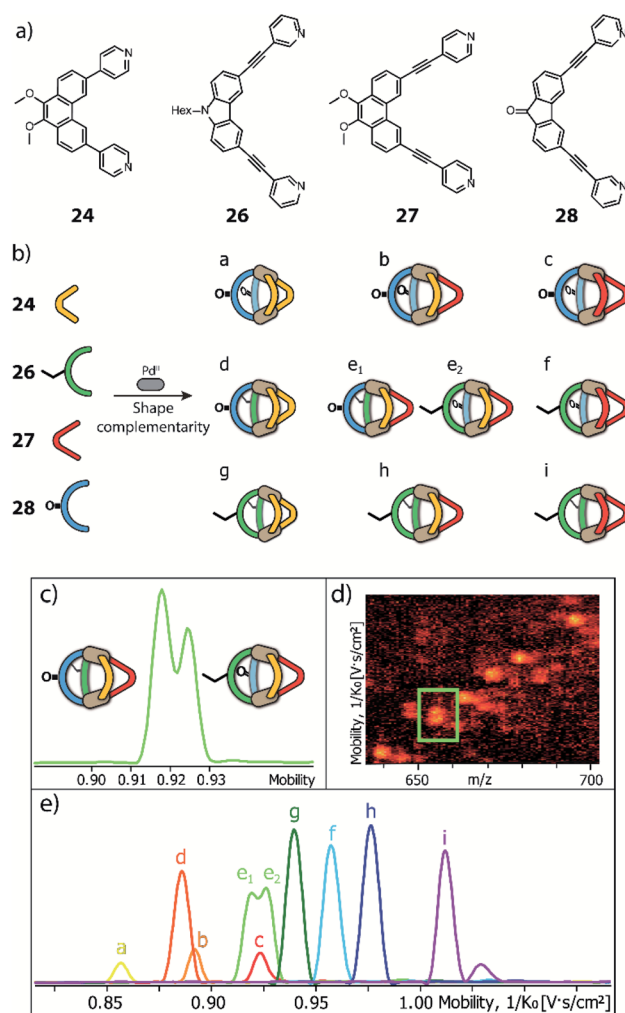 a)
N
N
O
O
N
Hex-N
N
N
O
O
N
N
O
N
24
26
27
28
b)
24
26
27
28
O
Pd^II
Shape
complementarity
a
b
c
O
O
O
O
O
O
d
e₁
e₂
f
O
O
O
O
g
h
i
c)
O
O
0.90 0.91 0.92 0.93 Mobility
d)
Mobility, 1/K₀[V·s/cm²]
650 m/z 700
e)
a
d
b
e₁
e₂
c
g
f
h
i
0.85 0.90 0.95 1.00 Mobility, 1/K₀[V·s/cm²]